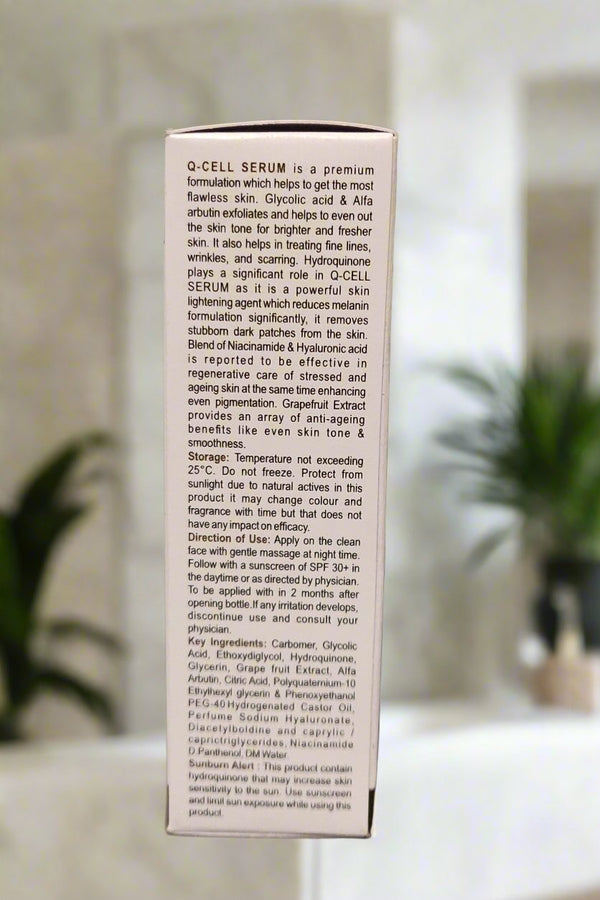 Q-CELL SERUM is a premium
formulation which helps to get the most
flawless skin. Glycolic acid & Alfa
arbutin exfoliates and helps to even out
the skin tone for brighter and fresher
skin. It also helps in treating fine lines,
wrinkles, and scarring. Hydroquinone
plays a significant role in Q-CELL
SERUM as it is a powerful skin
lightening agent which reduces melanin
formulation significantly, it removes
stubborn dark patches from the skin.
Blend of Niacinamide & Hyaluronic acid
is reported to be effective in
regenerative care of stressed and
ageing skin at the same time enhancing
even pigmentation. Grapefruit Extract
provides an array of anti-ageing
benefits like even skin tone &
smoothness.
Storage: Temperature not exceeding
25°C. Do not freeze. Protect from
sunlight due to natural actives in this
product it may change colour and
fragrance with time but that does not
have any impact on efficacy.
Direction of Use: Apply on the clean
face with gentle massage at night time.
Follow with a sunscreen of SPF 30+ in
the daytime or as directed by physician.
To be applied with in 2 months after
opening bottle.If any irritation develops,
discontinue use and consult your
physician.
Key Ingredients: Carbomer, Glycolic
Acid, Ethoxydiglycol, Hydroquinone,
Glycerin, Grape fruit Extract, Alfa
Arbutin, Citric Acid, Polyquaternium-10
Ethylhexyl glycerin & Phenoxyethanol
PEG-40 Hydrogenated Castor Oil,
Perfume Sodium Hyaluronate,
Diacetylboldine and caprylic /
caprictriglycerides, Niacinamide
D.Panthenol, DM Water.
Sunburn Alert : This product contain
hydroquinone that may increase skin
sensitivity to the sun. Use sunscreen
and limit sun exposure while using this
product.